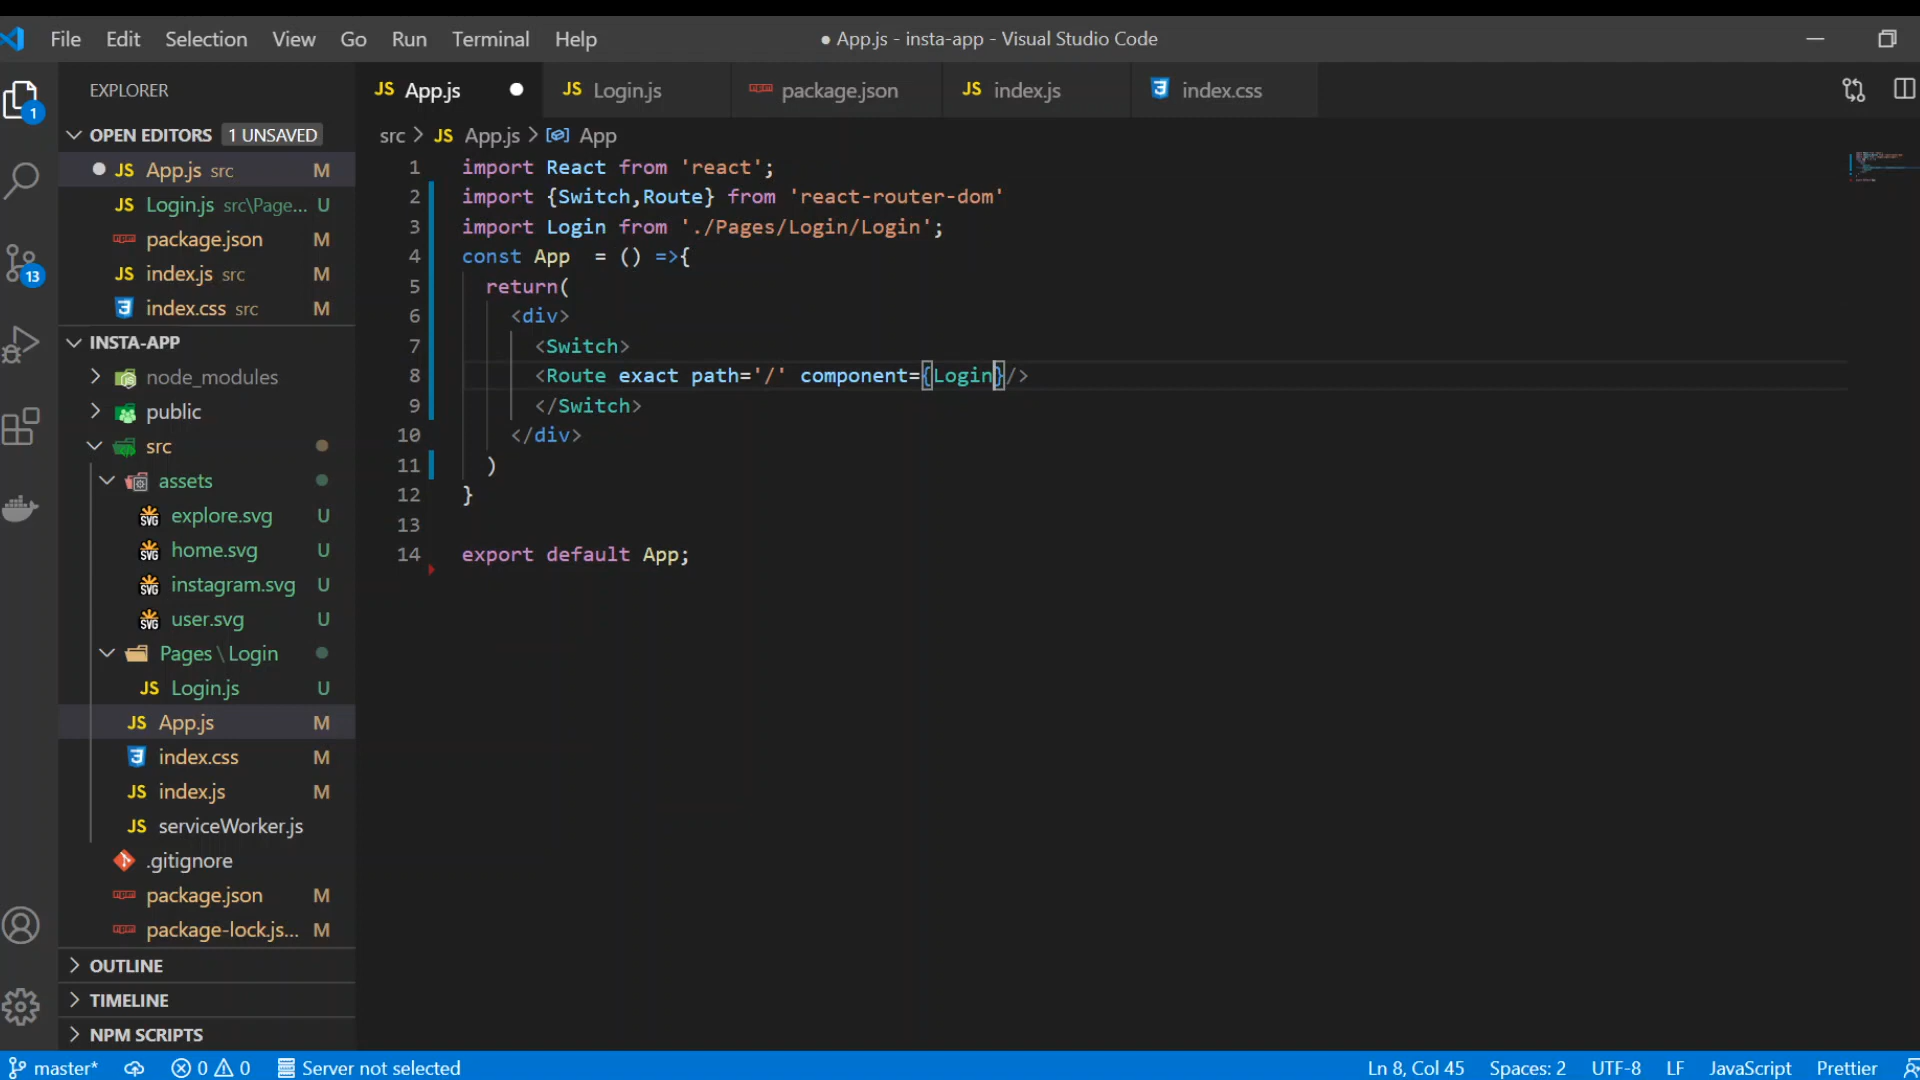 File Edit Selection View Go Run Terminal Help
● App.js - insta-app - Visual Studio Code
EXPLORER
JS App.js
JS Login.js
package.json
JS index.js
index.css
1
OPEN EDITORS 1 UNSAVED
JS App.js src M
JS Login.js src\Page... U
package.json M
JS index.js src M
index.css src M
13
INSTA-APP
node_modules
public
src
assets
SVG explore.svg U
SVG home.svg U
SVG instagram.svg U
SVG user.svg U
Pages \ Login
JS Login.js U
JS App.js M
index.css M
JS index.js M
JS serviceWorker.js
.gitignore
package.json M
package-lock.js... M
OUTLINE
TIMELINE
NPM SCRIPTS
src > JS App.js > App
1 import React from 'react';
2 import {Switch,Route} from 'react-router-dom'
3 import Login from './Pages/Login/Login';
4 const App  = () =>{
5   return(
6     <div>
7       <Switch>
8       <Route exact path='/' component={Login}/>
9       </Switch>
10     </div>
11   )
12 }
13
14 export default App;
master* 0 0 Server not selected
Ln 8, Col 45 Spaces: 2 UTF-8 LF JavaScript Prettier